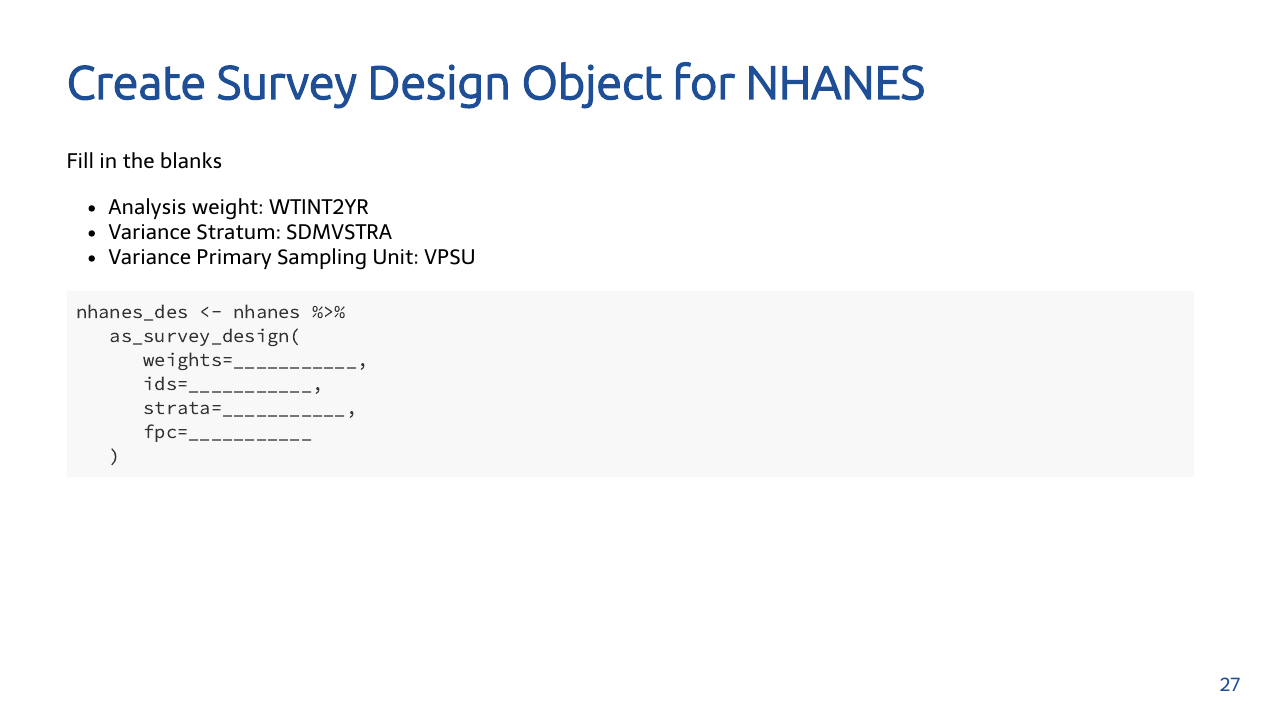 Create Survey Design Object for NHANES
Fill in the blanks
• Analysis weight: WTINT2YR
• Variance Stratum: SDMVSTRA
• Variance Primary Sampling Unit: VPSU
nhanes_des <- nhanes %>%
   as_survey_design(
      weights=___________,
      ids=___________,
      strata=___________,
      fpc=___________
   )
27